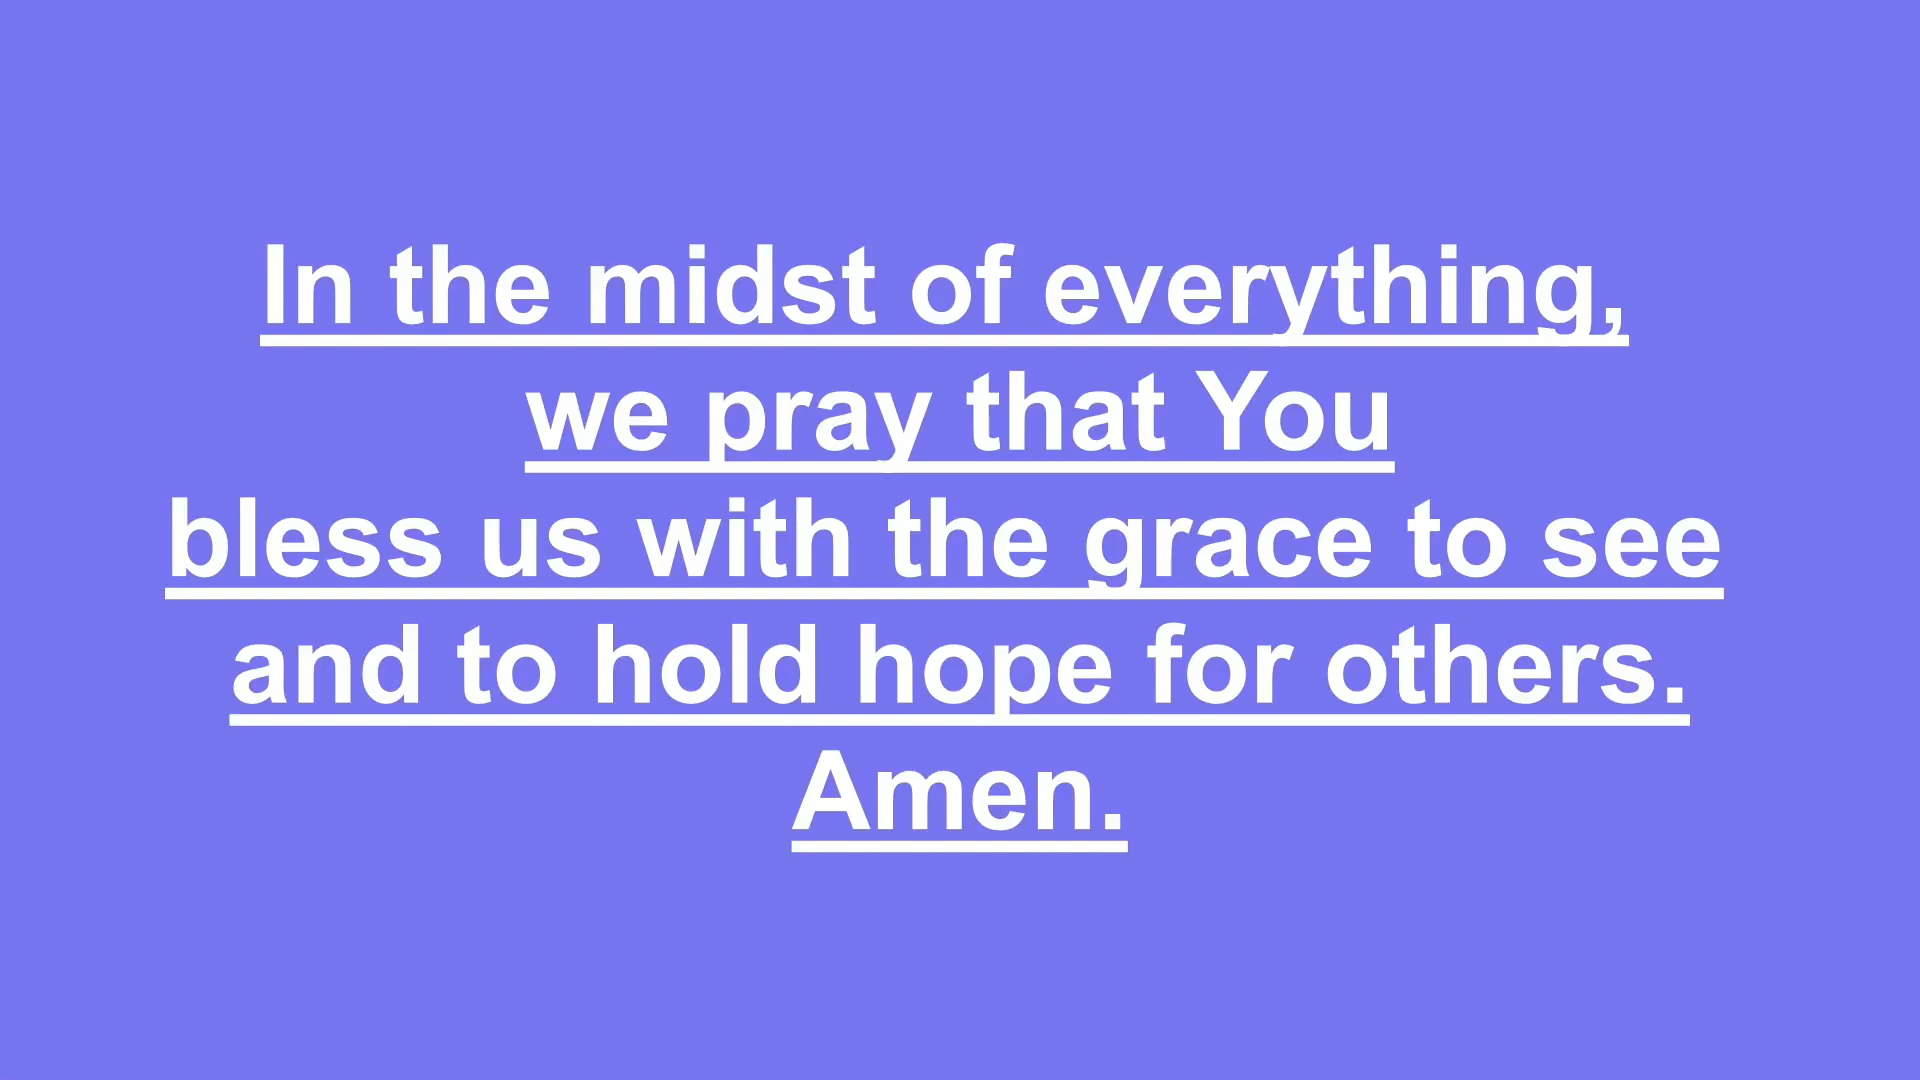 In the midst of everything,
we pray that You
bless us with the grace to see
and to hold hope for others.
Amen.